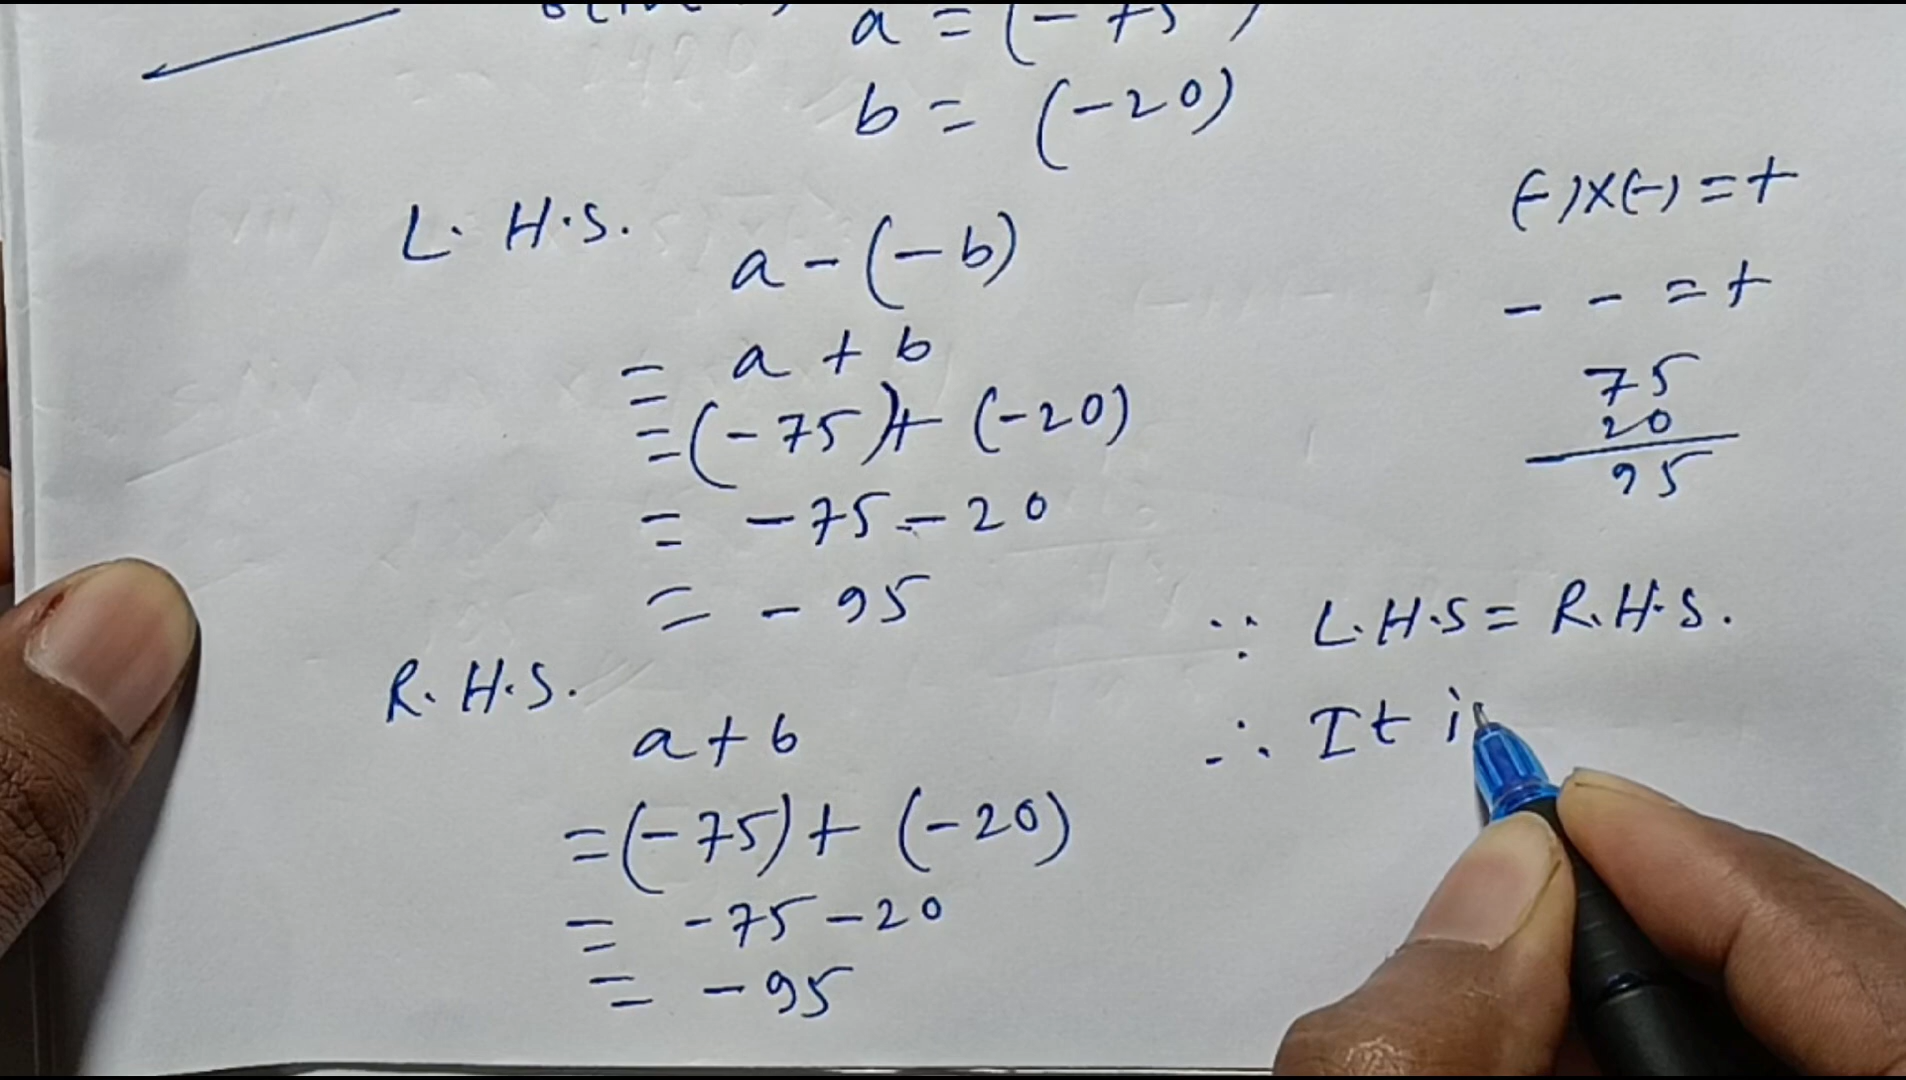 a = (-75)
b = (-20)
L.H.S.
a-(-b)
= a+b
=(-75)+(-20)
= -75-20
= -95
R.H.S.
a+b
=(-75)+(-20)
= -75-20
= -95
(-)x(-)=+
- - =+
75
20
95
∵ L.H.S= R.H.S.
∴ It i